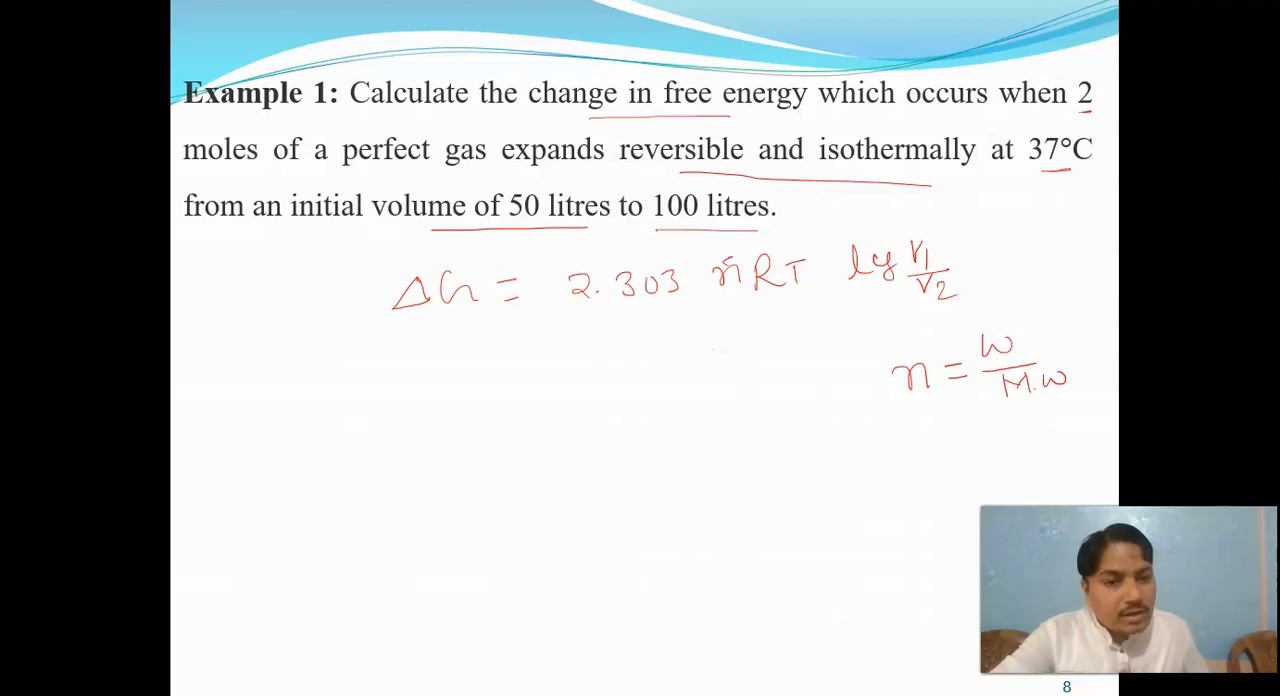 Example 1: Calculate the change in free energy which occurs when 2
moles of a perfect gas expands reversible and isothermally at 37°C
from an initial volume of 50 litres to 100 litres.
ΔG = 2.303 nRT log V1/V2
n = W/M.W
8